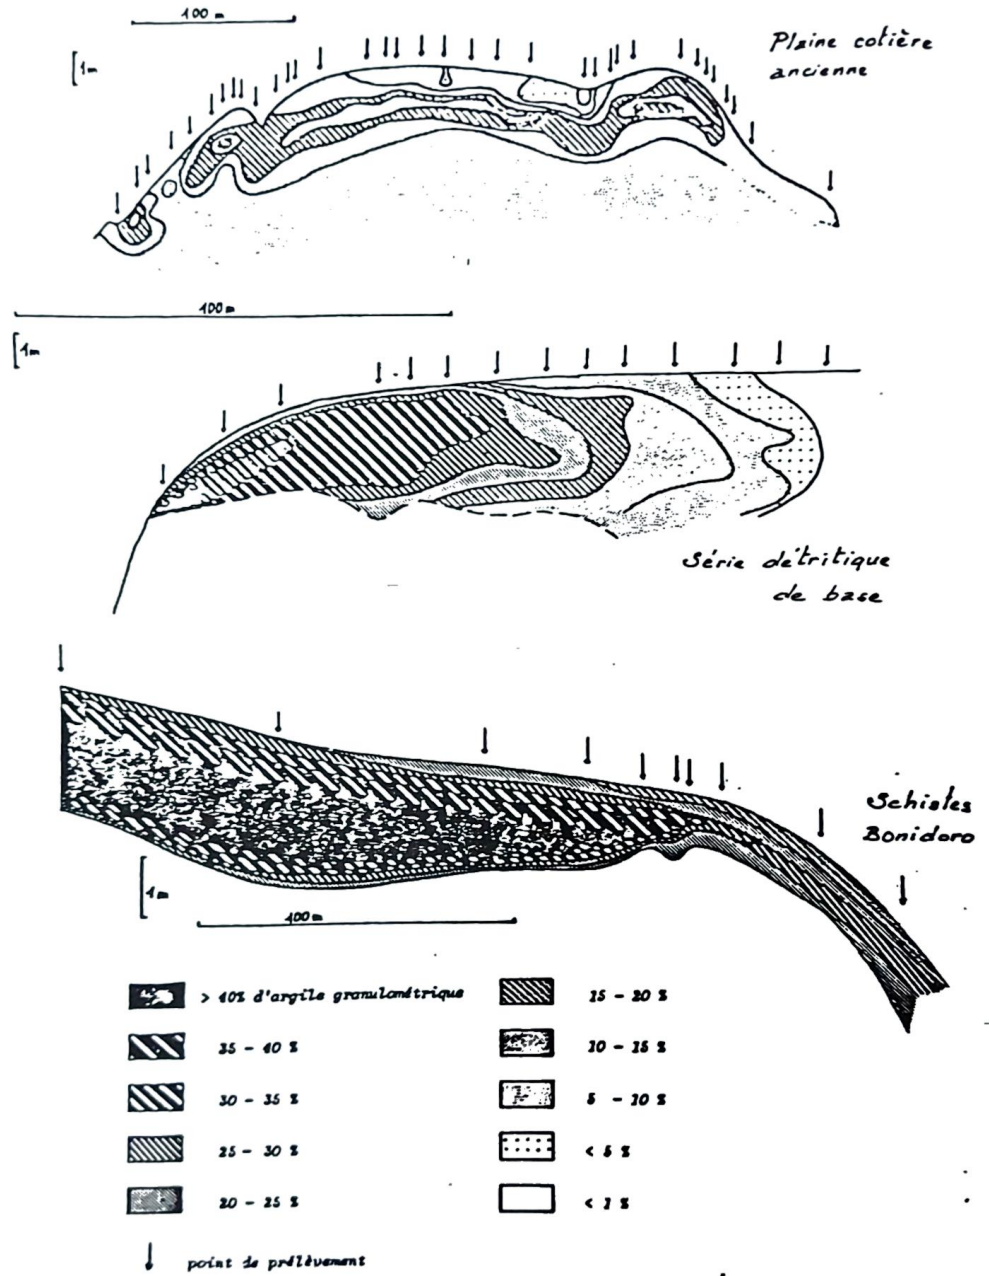 100 m
1m
Plaine cotière
ancienne
100 m
1m
Série détritique
de base
Schistes
Bonidoro
1m
100 m
> 40% d'argile granulométrique
35 - 40 %
30 - 35 %
25 - 30 %
20 - 25 %
15 - 20 %
10 - 15 %
5 - 10 %
< 5 %
< 1 %
point de prélèvement